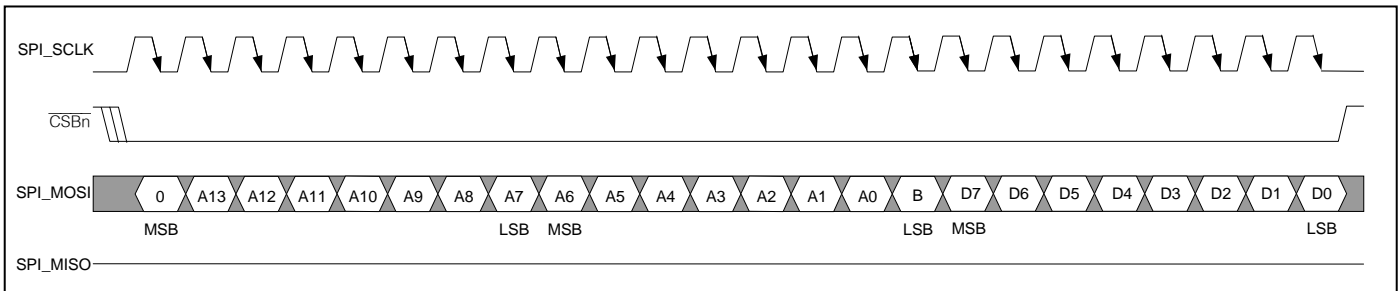 SPI_SCLK
CSBn
SPI_MOSI 0 A13 A12 A11 A10 A9 A8 A7 A6 A5 A4 A3 A2 A1 A0 B D7 D6 D5 D4 D3 D2 D1 D0
MSB LSB MSB LSB MSB LSB
SPI_MISO